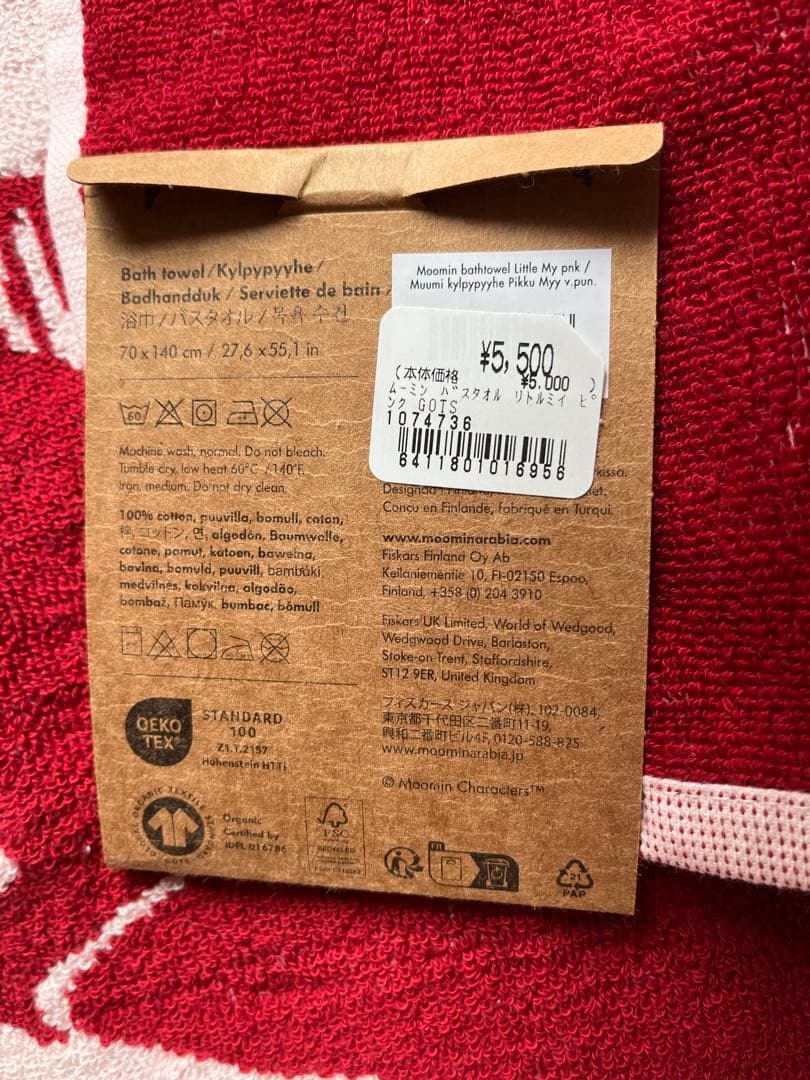 Bath towel/Kylpypyyhe/
Badhandduk / Serviette de bain /
浴巾/バスタオル/목욕 수건
70 x 140 cm / 27,6 x 55,1 in
60
Machine wash, normal. Do not bleach.
Tumble dry, low heat 60°C /140°F.
Iron, medium. Do not dry clean.
100% cotton, puuvilla, bomull, coton,
棉, コットン, 면, algodón, Baumwolle,
cotone, pamut, katoen, bawełna,
bavlna, bomuld, puuvill, bambáki,
medvilnės, kokvilna, algodão,
bombaž, Памук, bumbac, bómull
OEKO
TEX
STANDARD
100
Z1.1.2157
Hohenstein HTTI
GLOBAL ORGANIC TEXTILE STANDARD
GOTS
Organic
Certified by
IDFL 016786
FSC
RECYCLED
Moomin bathtowel Little My pnk /
Muumi kylpypyyhe Pikku Myy v.pun.
¥5,500
(本体価格 ¥5,000 )
ムーミン バスタオル リトルミイ ピ
ンク GOTS
1074736
6411801016956
Conçu en Finlande, fabriqué en Turqui.
www.moominarabia.com
Fiskars Finland Oy Ab
Keilaniementie 10, FI-02150 Espoo,
Finland, +358 (0) 204 3910
Fiskars UK Limited, World of Wedgwood,
Wedgwood Drive, Barlaston,
Stoke-on Trent, Staffordshire,
ST12 9ER, United Kingdom
フィスカース ジャパン(株), 102-0084,
東京都千代田区二番町11-19,
興和二番町ビル4F, 0120-588-825
www.moominarabia.jp
© Moomin Characters™
FR
21
PAP